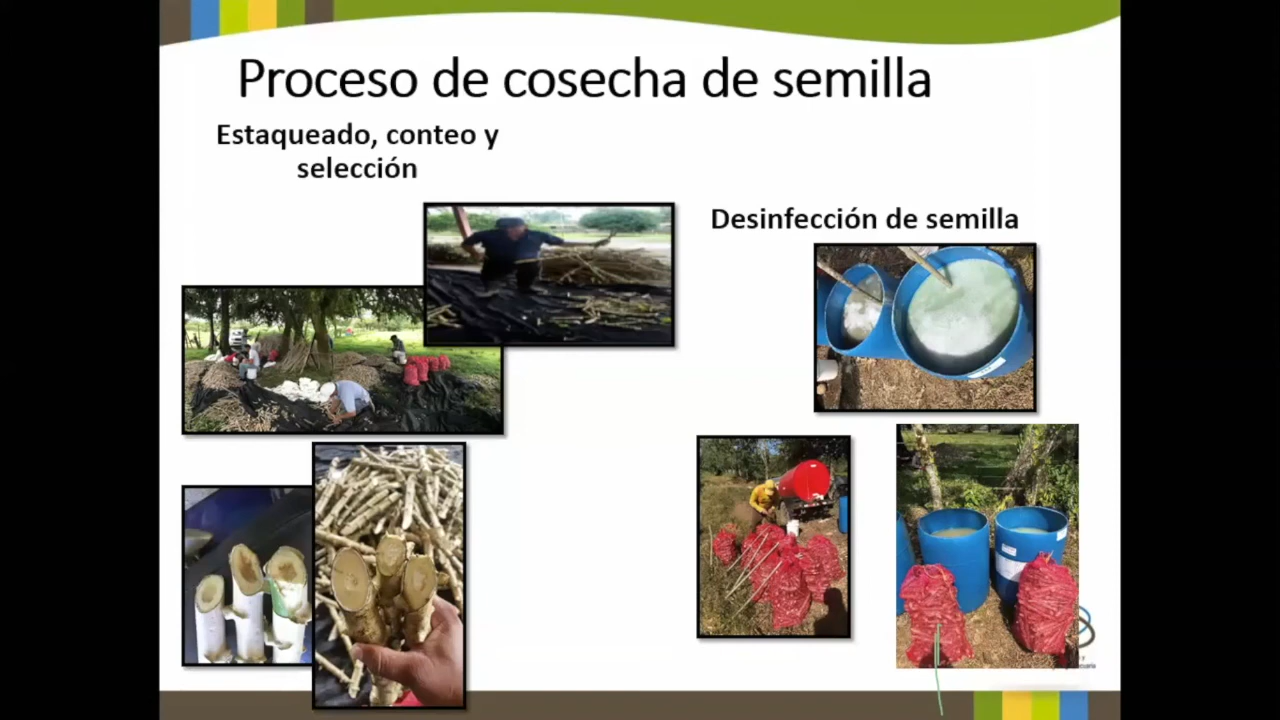 Proceso de cosecha de semilla
Estaqueado, conteo y
selección
Desinfección de semilla